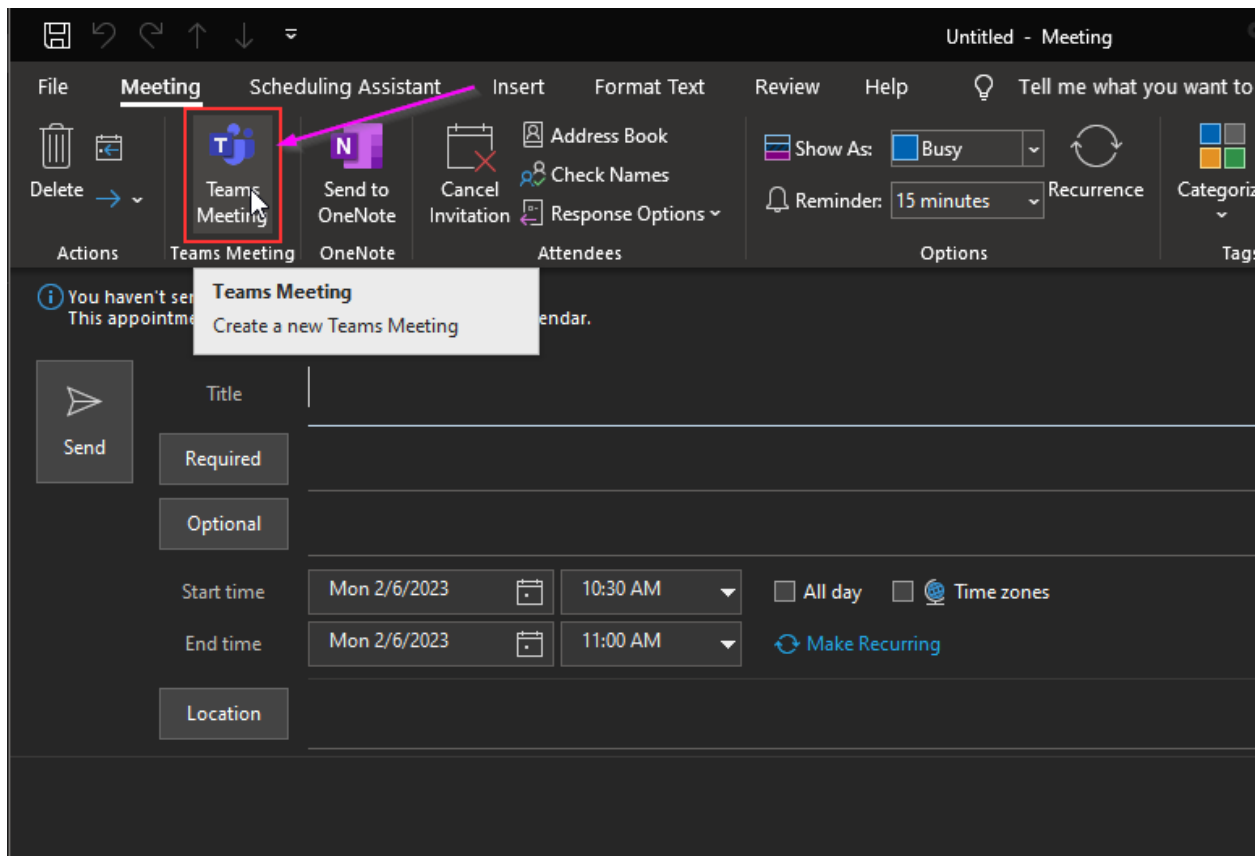 Untitled - Meeting
File Meeting Scheduling Assistant Insert Format Text Review Help Tell me what you want to
Delete
Teams
Meeting
Send to
OneNote
Cancel
Invitation
Address Book
Check Names
Response Options
Show As: Busy
Reminder: 15 minutes
Recurrence
Actions Teams Meeting OneNote Attendees Options
You haven't
This
endar.
Teams Meeting
Create a new Teams Meeting
Send
Title
Required
Optional
Start time Mon 2/6/2023 10:30 AM All day Time zones
End time Mon 2/6/2023 11:00 AM Make Recurring
Location